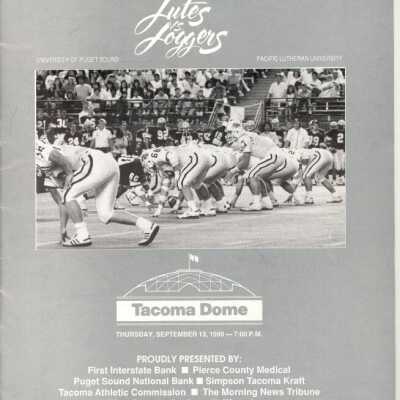 Lutes
vs
Loggers
UNIVERSITY OF PUGET SOUND
PACIFIC LUTHERAN UNIVERSITY
Tacoma Dome
THURSDAY, SEPTEMBER 13, 1990 — 7:00 P.M.
PROUDLY PRESENTED BY:
First Interstate Bank ■ Pierce County Medical
Puget Sound National Bank ■ Simpson Tacoma Kraft
Tacoma Athletic Commission ■ The Morning News Tribune